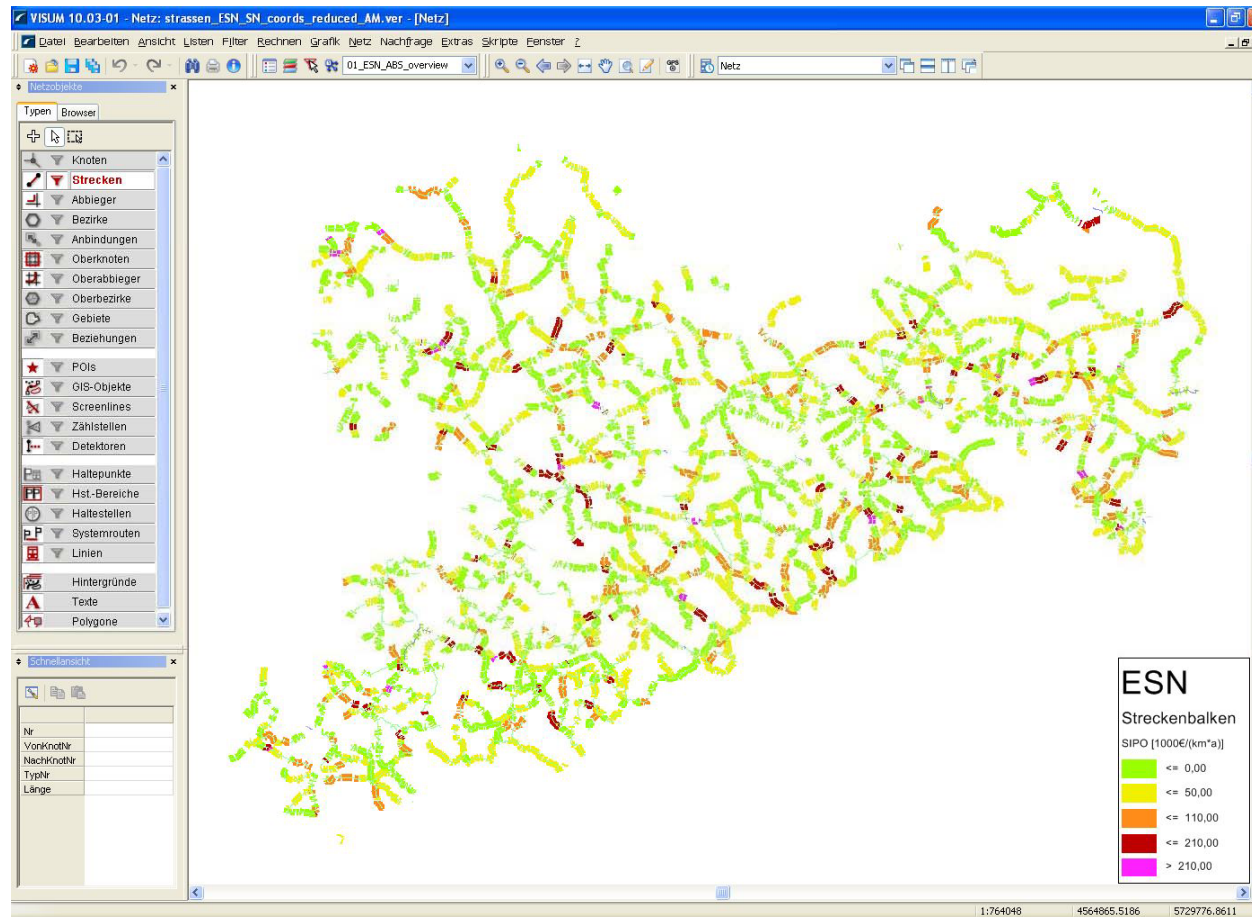 VISUM 10.03-01 - Netz: strassen_ESN_SN_coords_reduced_AM.ver - [Netz]
Datei Bearbeiten Ansicht Listen Filter Rechnen Grafik Netz Nachfrage Extras Skripte Fenster ?
01_ESN_ABS_overview
Netz
Netzobjekte
Typen Browser
Knoten
Strecken
Abbieger
Bezirke
Anbindungen
Oberknoten
Oberabbieger
Oberbezirke
Gebiete
Beziehungen
POIs
GIS-Objekte
Screenlines
Zählstellen
Detektoren
Haltepunkte
Hst.-Bereiche
Haltestellen
Systemrouten
Linien
Hintergründe
Texte
Polygone
Schnellansicht
Nr
VonKnotNr
NachKnotNr
TypNr
Länge
ESN
Streckenbalken
SIPO [1000€/(km*a)]
<= 0,00
<= 50,00
<= 110,00
<= 210,00
> 210,00
1:764048 4564865.5186 5729776.8611